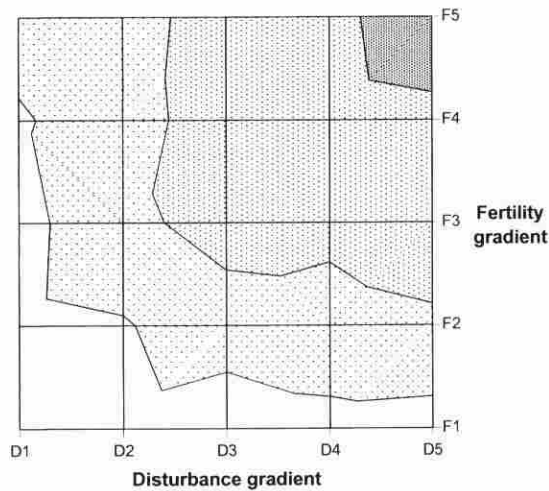 F5
F4
F3
Fertility
gradient
F2
F1
D1 D2 D3 D4 D5
Disturbance gradient